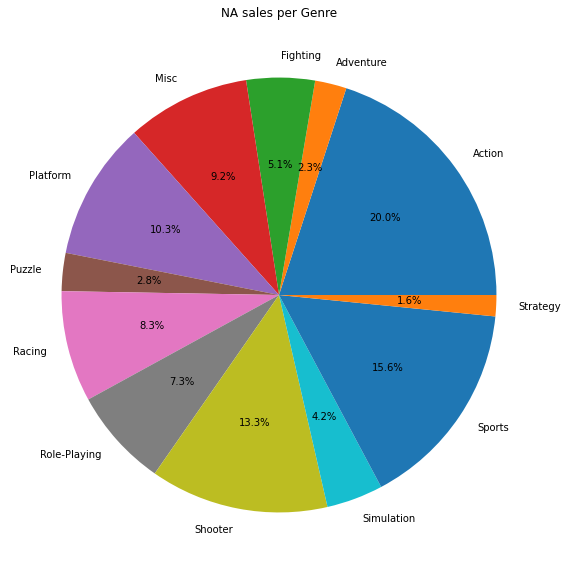 NA sales per Genre
Fighting
Adventure
Misc
Action
Platform
Puzzle
Racing
Role-Playing
Shooter
Simulation
Sports
Strategy
5.1%
2.3%
9.2%
20.0%
10.3%
2.8%
1.6%
8.3%
15.6%
7.3%
13.3%
4.2%